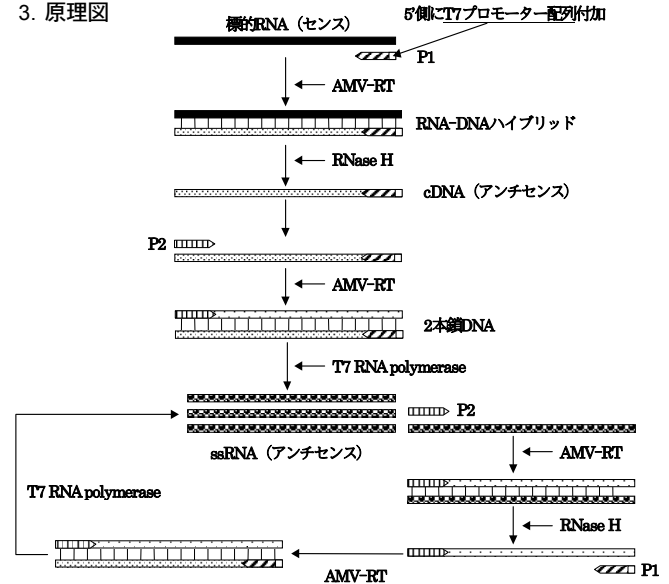 3. 原理図
標的RNA（センス）
5'側にT7プロモーター配列付加
P1
AMV-RT
RNA-DNAハイブリッド
RNase H
cDNA（アンチセンス）
P2
AMV-RT
2本鎖DNA
T7 RNA polymerase
P2
ssRNA（アンチセンス）
AMV-RT
T7 RNA polymerase
RNase H
P1
AMV-RT